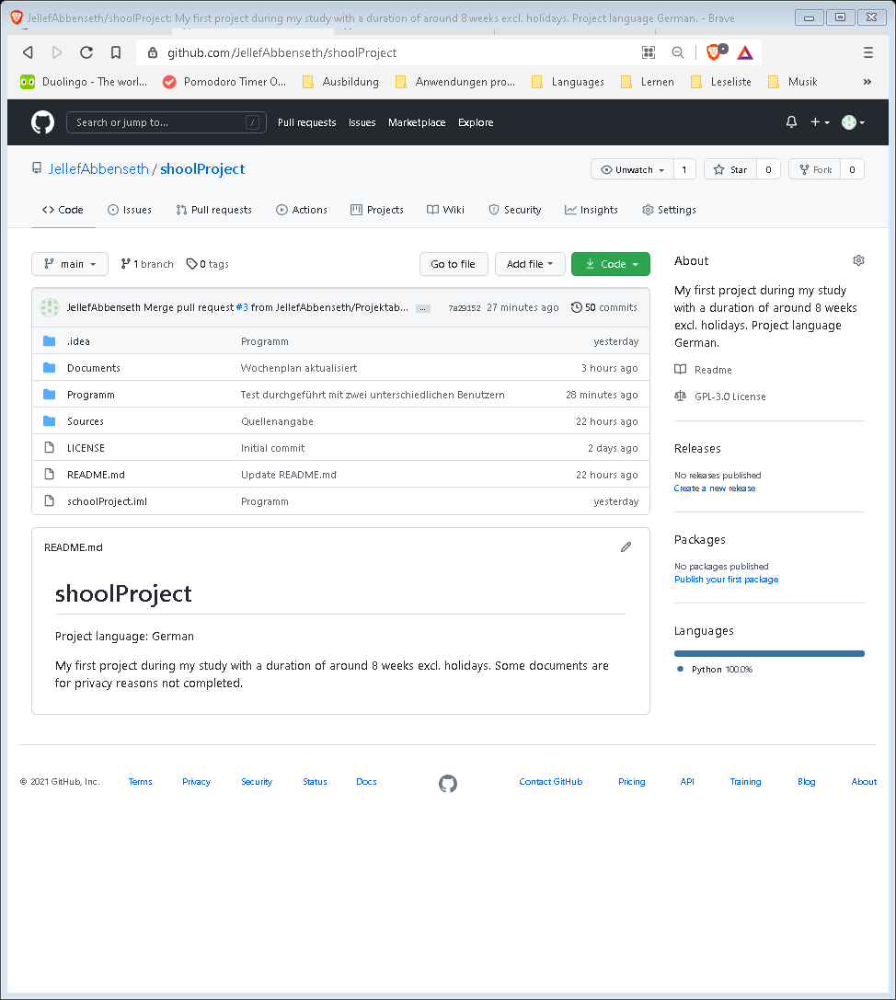 JellefAbbenseth/shoolProject: My first project during my study with a duration of around 8 weeks excl. holidays. Project language German. - Brave
github.com/JellefAbbenseth/shoolProject
Duolingo - The worl... Pomodoro Timer O... Ausbildung Anwendungen pro... Languages Lernen Leseliste Musik »
Search or jump to... / Pull requests Issues Marketplace Explore
JellefAbbenseth / shoolProject Unwatch 1 Star 0 Fork 0
Code Issues Pull requests Actions Projects Wiki Security Insights Settings
main 1 branch 0 tags Go to file Add file Code
JellefAbbenseth Merge pull request #3 from JellefAbbenseth/Projektab... ... 7a29152 27 minutes ago 50 commits
.idea Programm yesterday
Documents Wochenplan aktualisiert 3 hours ago
Programm Test durchgeführt mit zwei unterschiedlichen Benutzern 28 minutes ago
Sources Quellenangabe 22 hours ago
LICENSE Initial commit 2 days ago
README.md Update README.md 22 hours ago
schoolProject.iml Programm yesterday
README.md
shoolProject
Project language: German
My first project during my study with a duration of around 8 weeks excl. holidays. Some documents are
for privacy reasons not completed.
About
My first project during my study
with a duration of around 8 weeks
excl. holidays. Project language
German.
Readme
GPL-3.0 License
Releases
No releases published
Create a new release
Packages
No packages published
Publish your first package
Languages
Python 100.0%
© 2021 GitHub, Inc. Terms Privacy Security Status Docs Contact GitHub Pricing API Training Blog About